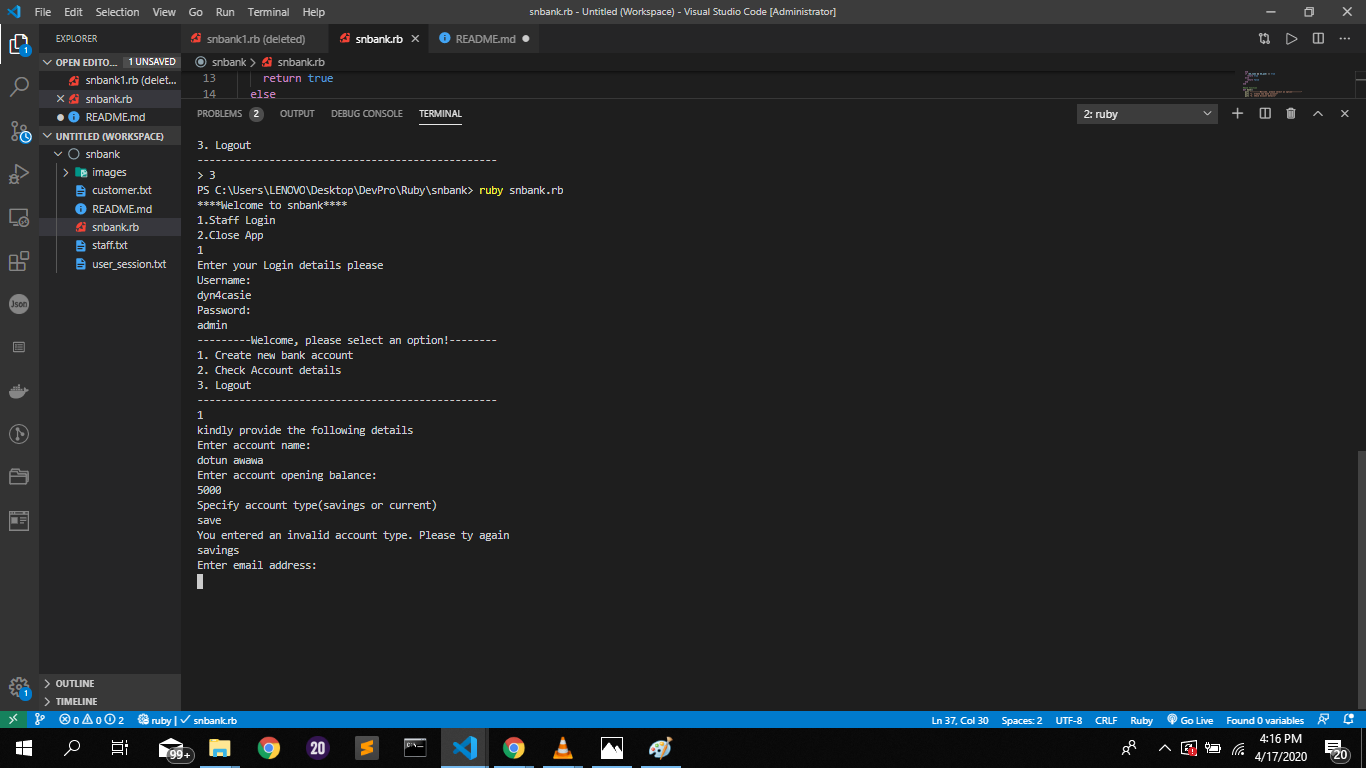 File Edit Selection View Go Run Terminal Help
snbank.rb - Untitled (Workspace) - Visual Studio Code [Administrator]
EXPLORER
OPEN EDITO... 1 UNSAVED
snbank1.rb (delet...
snbank.rb
README.md
UNTITLED (WORKSPACE)
snbank
images
customer.txt
README.md
snbank.rb
staff.txt
user_session.txt
OUTLINE
TIMELINE
1
Json
1
snbank1.rb (deleted) snbank.rb README.md
snbank > snbank.rb
13 return true
14 else
PROBLEMS 2 OUTPUT DEBUG CONSOLE TERMINAL 2: ruby
3. Logout
--------------------------------------------------
> 3
PS C:\Users\LENOVO\Desktop\DevPro\Ruby\snbank> ruby snbank.rb
****Welcome to snbank****
1.Staff Login
2.Close App
1
Enter your Login details please
Username:
dyn4casie
Password:
admin
---------Welcome, please select an option!--------
1. Create new bank account
2. Check Account details
3. Logout
--------------------------------------------------
1
kindly provide the following details
Enter account name:
dotun awawa
Enter account opening balance:
5000
Specify account type(savings or current)
save
You entered an invalid account type. Please ty again
savings
Enter email address:
0 0 2 ruby | snbank.rb Ln 37, Col 30 Spaces: 2 UTF-8 CRLF Ruby Go Live Found 0 variables
99+ 20 4:16 PM
4/17/2020 20